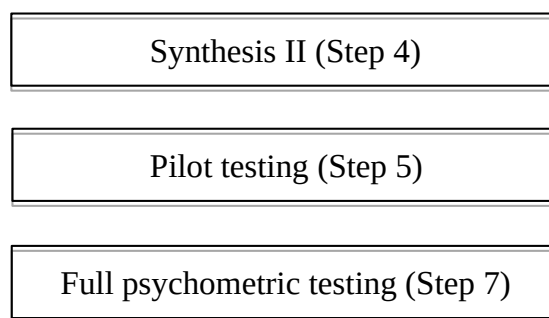 Synthesis II (Step 4)
Pilot testing (Step 5)
Full psychometric testing (Step 7)